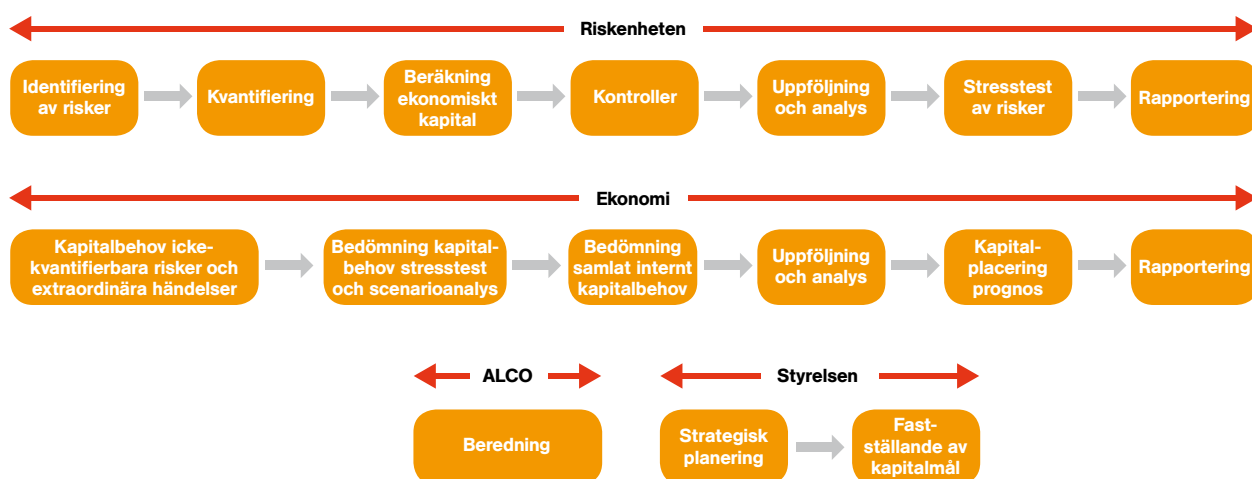 Riskenheten
Identifiering
av risker
Kvantifiering
Beräkning
ekonomiskt
kapital
Kontroller
Uppföljning
och analys
Stresstest
av risker
Rapportering
Ekonomi
Kapitalbehov icke-
kvantifierbara risker och
extraordinära händelser
Bedömning kapital-
behov stresstest
och scenarioanalys
Bedömning
samlat internt
kapitalbehov
Uppföljning
och analys
Kapital-
placering
prognos
Rapportering
ALCO
Beredning
Styrelsen
Strategisk
planering
Fast-
ställande av
kapitalmål